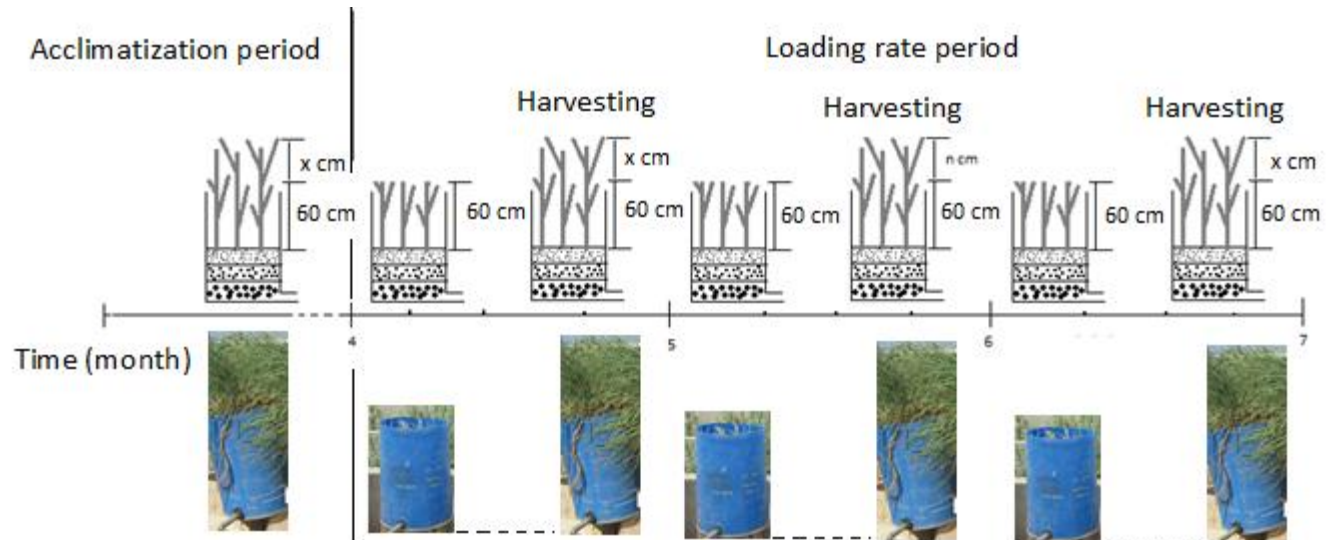 Acclimatization period
Loading rate period
Harvesting
Harvesting
Harvesting
x cm
x cm
n cm
x cm
60 cm
60 cm
60 cm
60 cm
60 cm
60 cm
60 cm
4
5
6
7
Time (month)